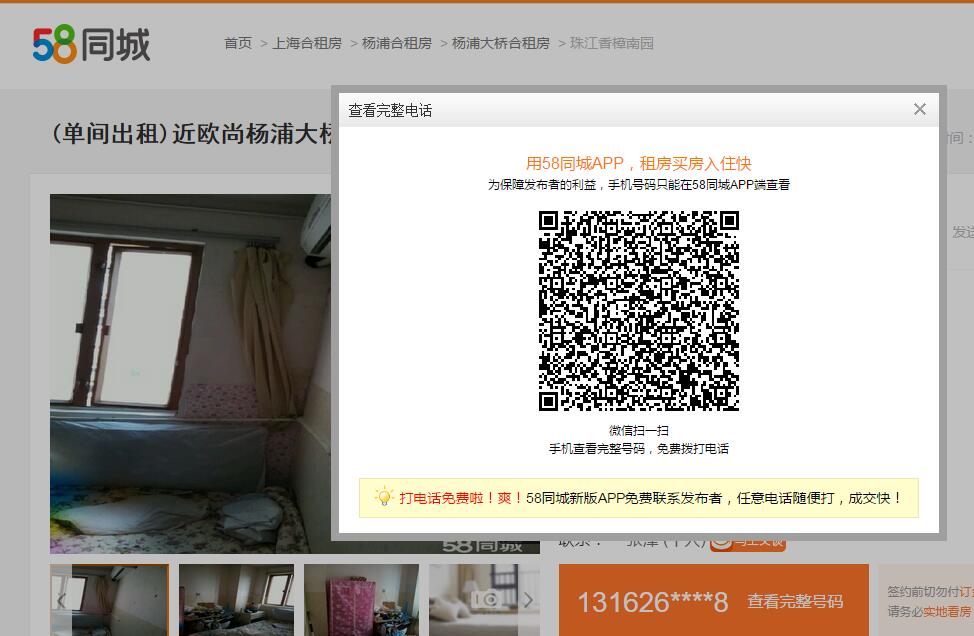 58同城
首页 > 上海合租房 > 杨浦合租房 > 杨浦大桥合租房 > 珠江香樟南园
查看完整电话
(单间出租)近欧尚杨浦大桥
间：
用58同城APP，租房买房入住快
为保障发布者的利益，手机号码只能在58同城APP端查看
发送
微信扫一扫
手机查看完整号码，免费拨打电话
打电话免费啦！爽！58同城新版APP免费联系发布者，任意电话随便打，成交快！
58同城
131626****8 查看完整号码
签约前切勿付订金
请务必实地看房